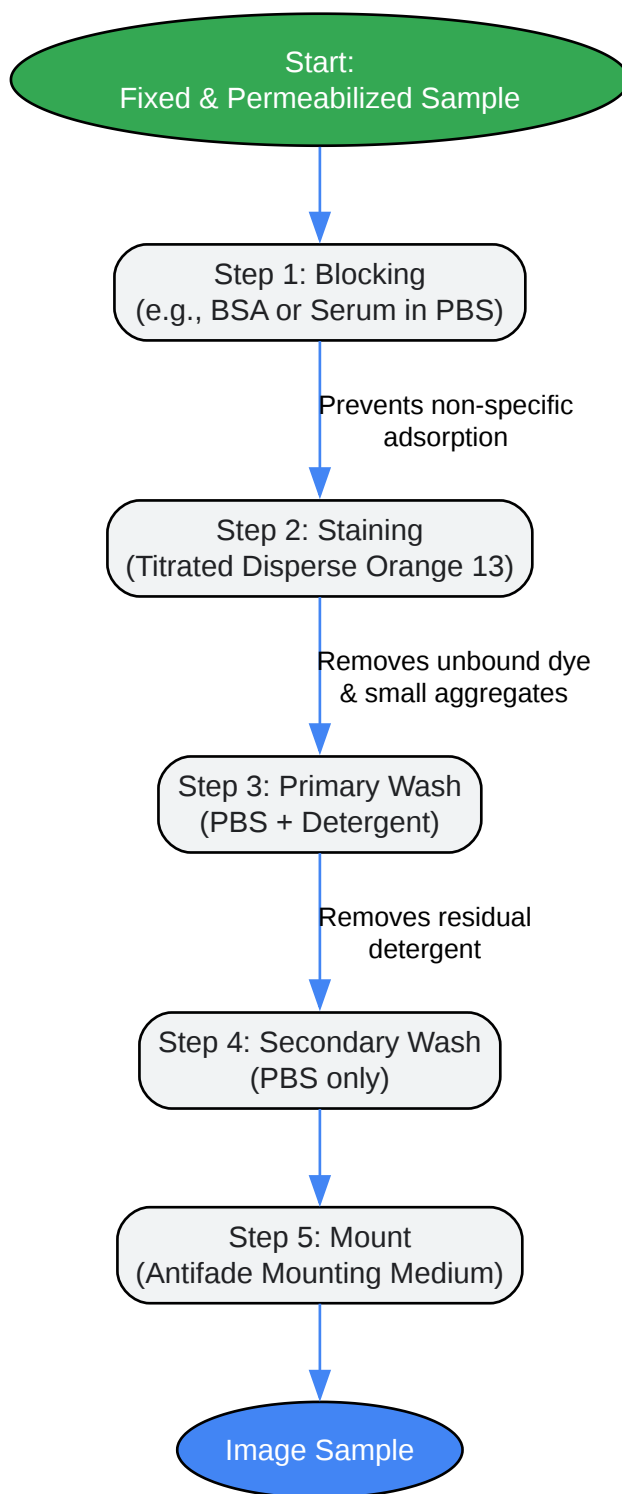 Start:
Fixed & Permeabilized Sample
Step 1: Blocking
(e.g., BSA or Serum in PBS)
Prevents non-specific
adsorption
Step 2: Staining
(Titrated Disperse Orange 13)
Removes unbound dye
& small aggregates
Step 3: Primary Wash
(PBS + Detergent)
Removes residual
detergent
Step 4: Secondary Wash
(PBS only)
Step 5: Mount
(Antifade Mounting Medium)
Image Sample